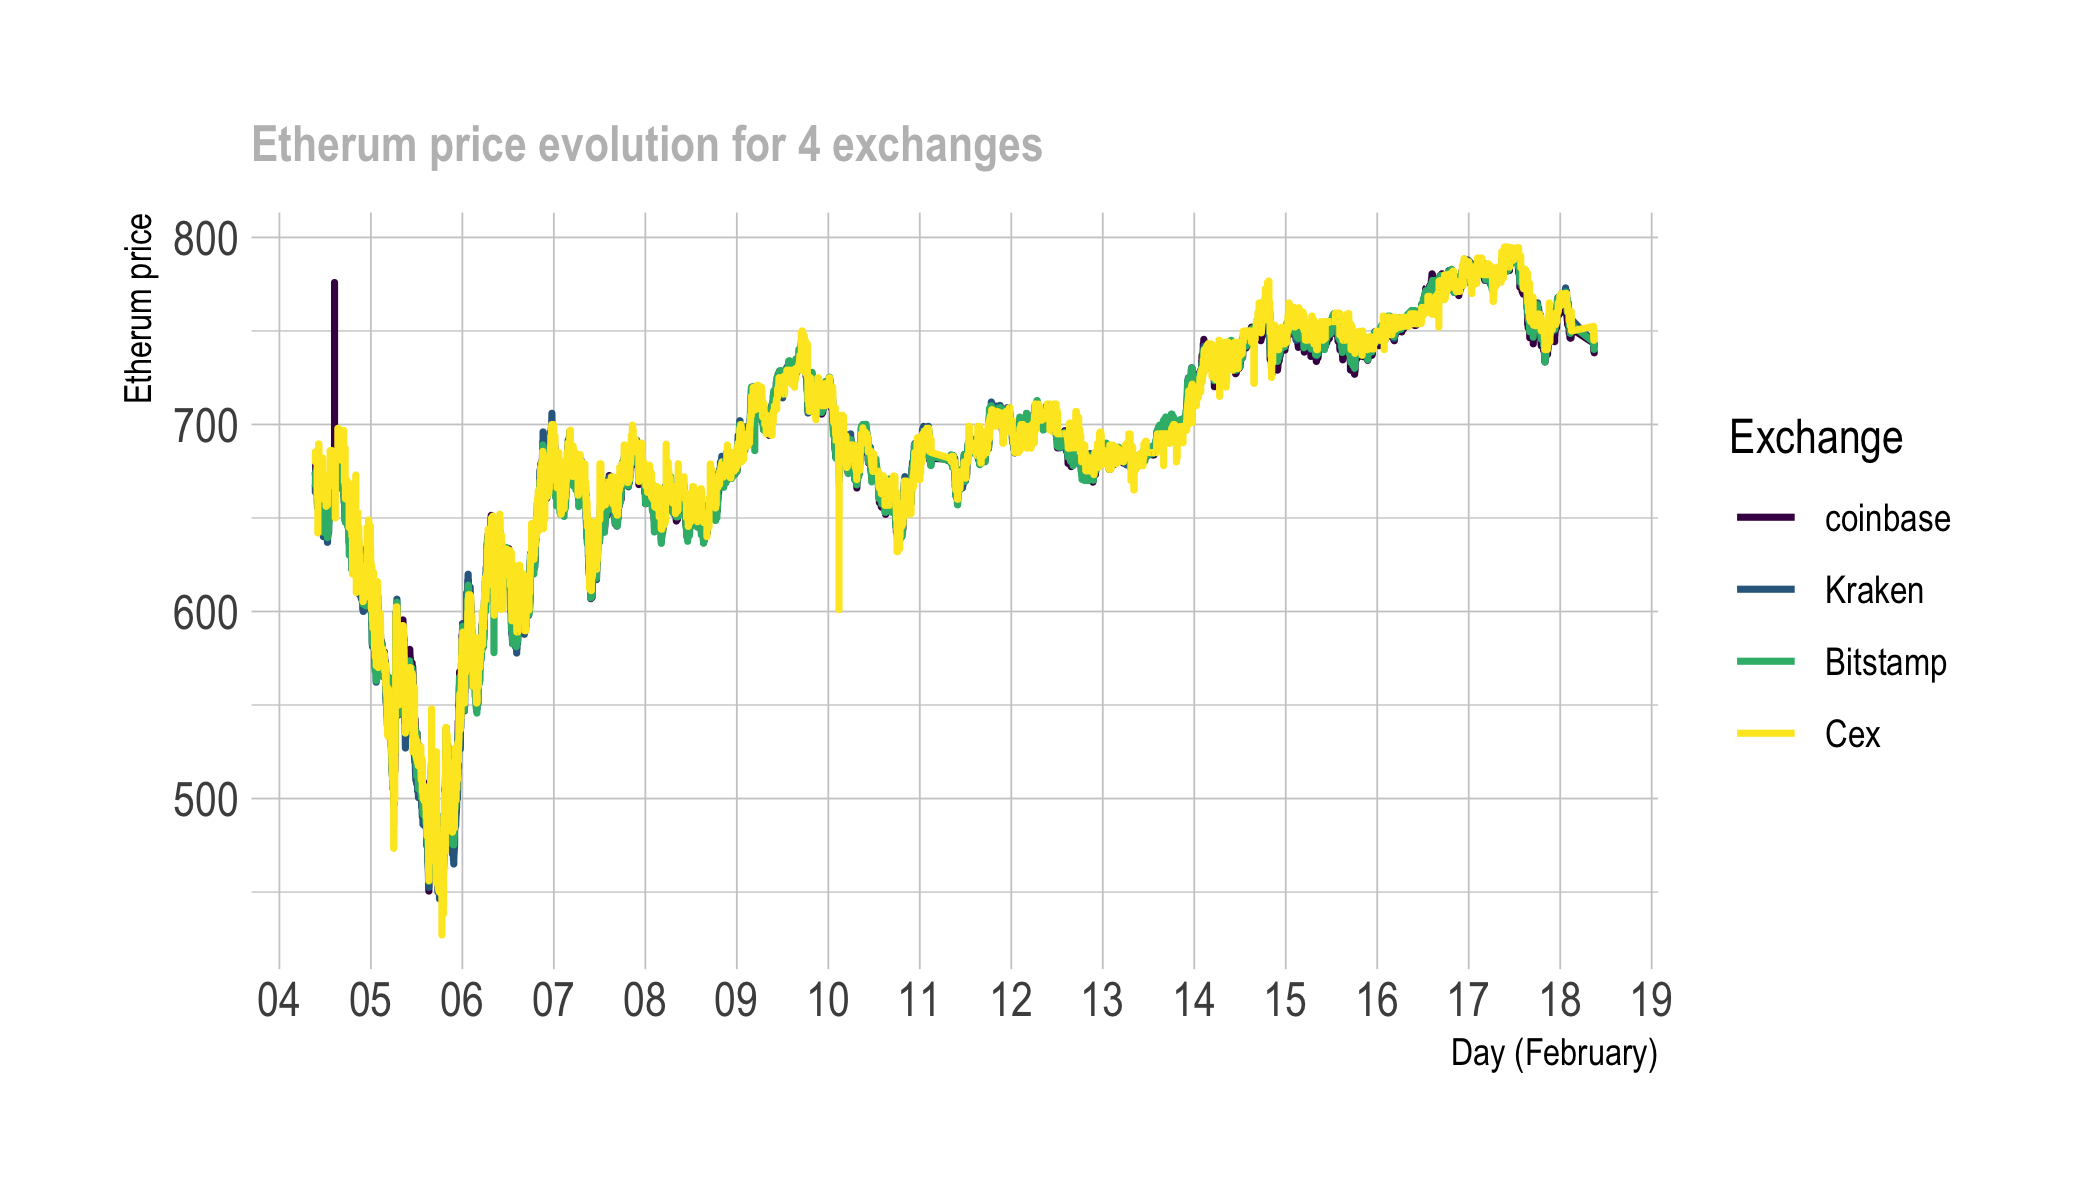 Etherum price evolution for 4 exchanges
Etherum price
800
700
600
500
04 05 06 07 08 09 10 11 12 13 14 15 16 17 18 19
Day (February)
Exchange
coinbase
Kraken
Bitstamp
Cex